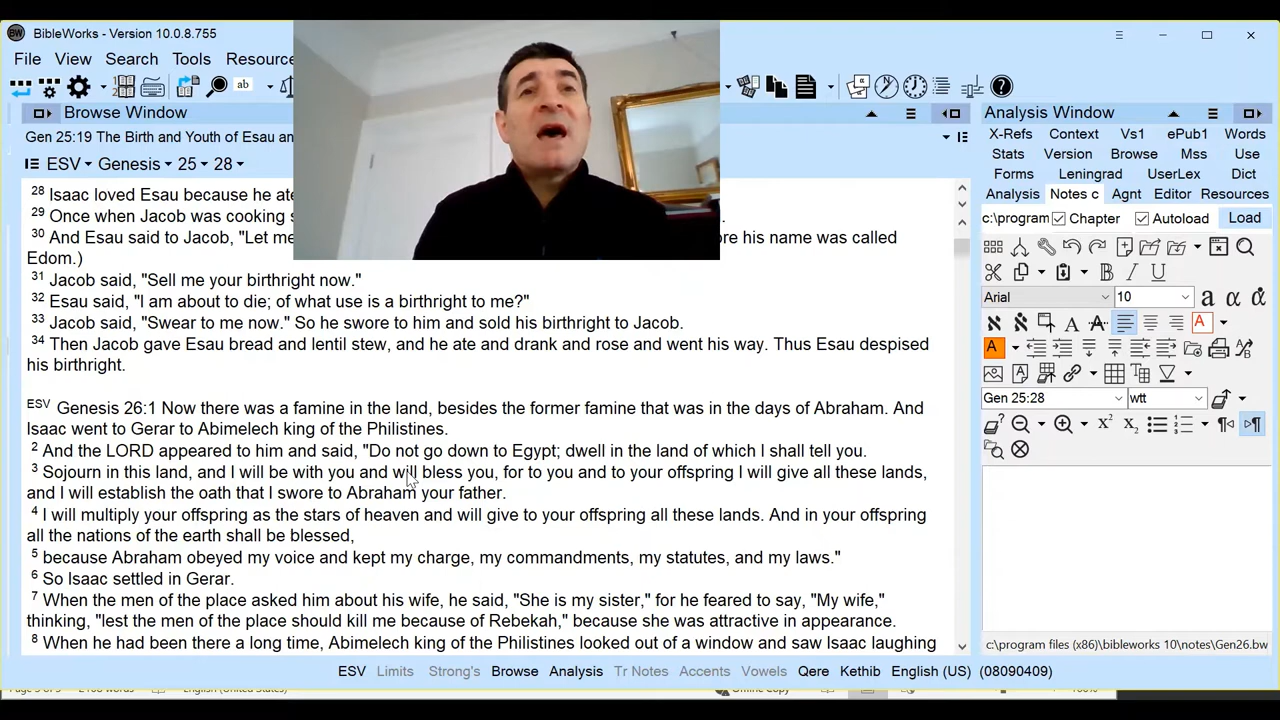 BibleWorks - Version 10.0.8.755
File View Search Tools Resource
ab
Browse Window
Analysis Window
Gen 25:19 The Birth and Youth of Esau an
X-Refs Context Vs1 ePub1 Words
Stats Version Browse Mss Use
ESV Genesis 25 28
Forms Leningrad UserLex Dict
Analysis Notes c Agnt Editor Resources
c:\program Chapter Autoload Load
28 Isaac loved Esau because he ate
29 Once when Jacob was cooking s
30 And Esau said to Jacob, "Let me re his name was called
Edom.)
31 Jacob said, "Sell me your birthright now."
32 Esau said, "I am about to die; of what use is a birthright to me?"
33 Jacob said, "Swear to me now." So he swore to him and sold his birthright to Jacob.
34 Then Jacob gave Esau bread and lentil stew, and he ate and drank and rose and went his way. Thus Esau despised
his birthright.
ESV Genesis 26:1 Now there was a famine in the land, besides the former famine that was in the days of Abraham. And
Isaac went to Gerar to Abimelech king of the Philistines.
2 And the LORD appeared to him and said, "Do not go down to Egypt; dwell in the land of which I shall tell you.
3 Sojourn in this land, and I will be with you and will bless you, for to you and to your offspring I will give all these lands,
and I will establish the oath that I swore to Abraham your father.
4 I will multiply your offspring as the stars of heaven and will give to your offspring all these lands. And in your offspring
all the nations of the earth shall be blessed,
5 because Abraham obeyed my voice and kept my charge, my commandments, my statutes, and my laws."
6 So Isaac settled in Gerar.
7 When the men of the place asked him about his wife, he said, "She is my sister," for he feared to say, "My wife,"
thinking, "lest the men of the place should kill me because of Rebekah," because she was attractive in appearance.
8 When he had been there a long time, Abimelech king of the Philistines looked out of a window and saw Isaac laughing
B I U
Arial 10 a α
א A
A
Gen 25:28 wtt
c:\program files (x86)\bibleworks 10\notes\Gen26.bw
ESV Limits Strong's Browse Analysis Tr Notes Accents Vowels Qere Kethib English (US) (08090409)